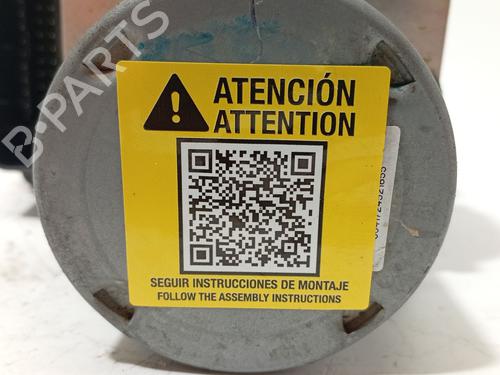 B-PARTS
ATENCIÓN
ATTENTION
SEGUIR INSTRUCCIONES DE MONTAJE
FOLLOW THE ASSEMBLY INSTRUCTIONS